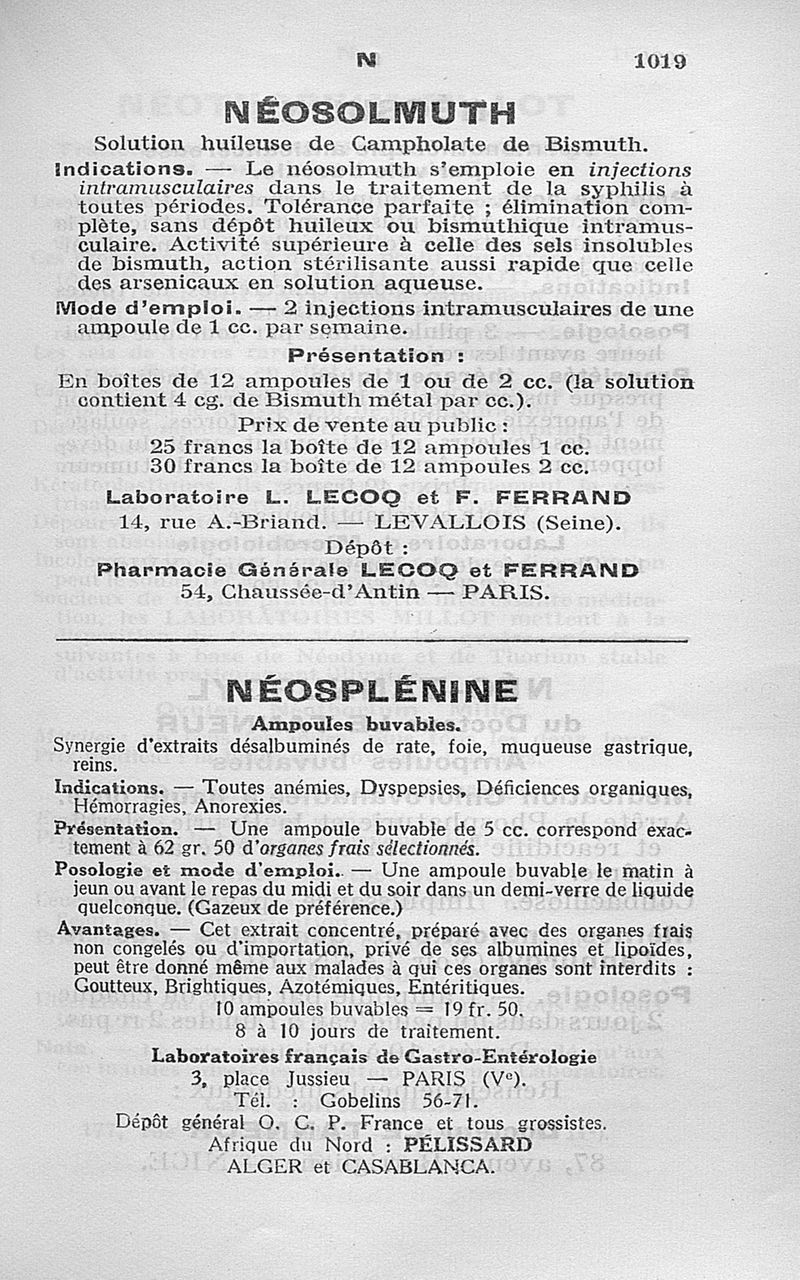 N 1019
NÉOSOLMUTH
Solution huileuse de Campholate de Bismuth.
Indications. — Le néosolmuth s'emploie en injections
intramusculaires dans le traitement de la syphilis à
toutes périodes. Tolérance parfaite ; élimination com-
plète, sans dépôt huileux ou bismuthique intramus-
culaire. Activité supérieure à celle des sels insolubles
de bismuth, action stérilisante aussi rapide que celle
des arsenicaux en solution aqueuse.
Mode d'emploi. — 2 injections intramusculaires de une
ampoule de 1 cc. par semaine.
Présentation :
En boîtes de 12 ampoules de 1 ou de 2 cc. (la solution
contient 4 cg. de Bismuth métal par cc.).
Prix de vente au public :
25 francs la boîte de 12 ampoules 1 cc.
30 francs la boîte de 12 ampoules 2 cc.
Laboratoire L. LECOQ et F. FERRAND
14, rue A.-Briand. — LEVALLOIS (Seine).
Dépôt :
Pharmacie Générale LECOQ et FERRAND
54, Chaussée-d'Antin — PARIS.
NÉOSPLÉNINE
Ampoules buvables.
Synergie d'extraits désalbuminés de rate, foie, muqueuse gastrique,
reins.
Indications. — Toutes anémies, Dyspepsies, Déficiences organiques,
Hémorragies, Anorexies.
Présentation. — Une ampoule buvable de 5 cc. correspond exac-
tement à 62 gr. 50 d'organes frais sélectionnés.
Posologie et mode d'emploi. — Une ampoule buvable le matin à
jeun ou avant le repas du midi et du soir dans un demi-verre de liquide
quelconque. (Gazeux de préférence.)
Avantages. — Cet extrait concentré, préparé avec des organes frais
non congelés ou d'importation, privé de ses albumines et lipoïdes,
peut être donné même aux malades à qui ces organes sont interdits :
Goutteux, Brightiques, Azotémiques, Entéritiques.
10 ampoules buvables = 19 fr. 50.
8 à 10 jours de traitement.
Laboratoires français de Gastro-Entérologie
3, place Jussieu — PARIS (Ve).
Tél. : Gobelins 56-71.
Dépôt général O. C. P. France et tous grossistes.
Afrique du Nord : PÉLISSARD
ALGER et CASABLANCA.